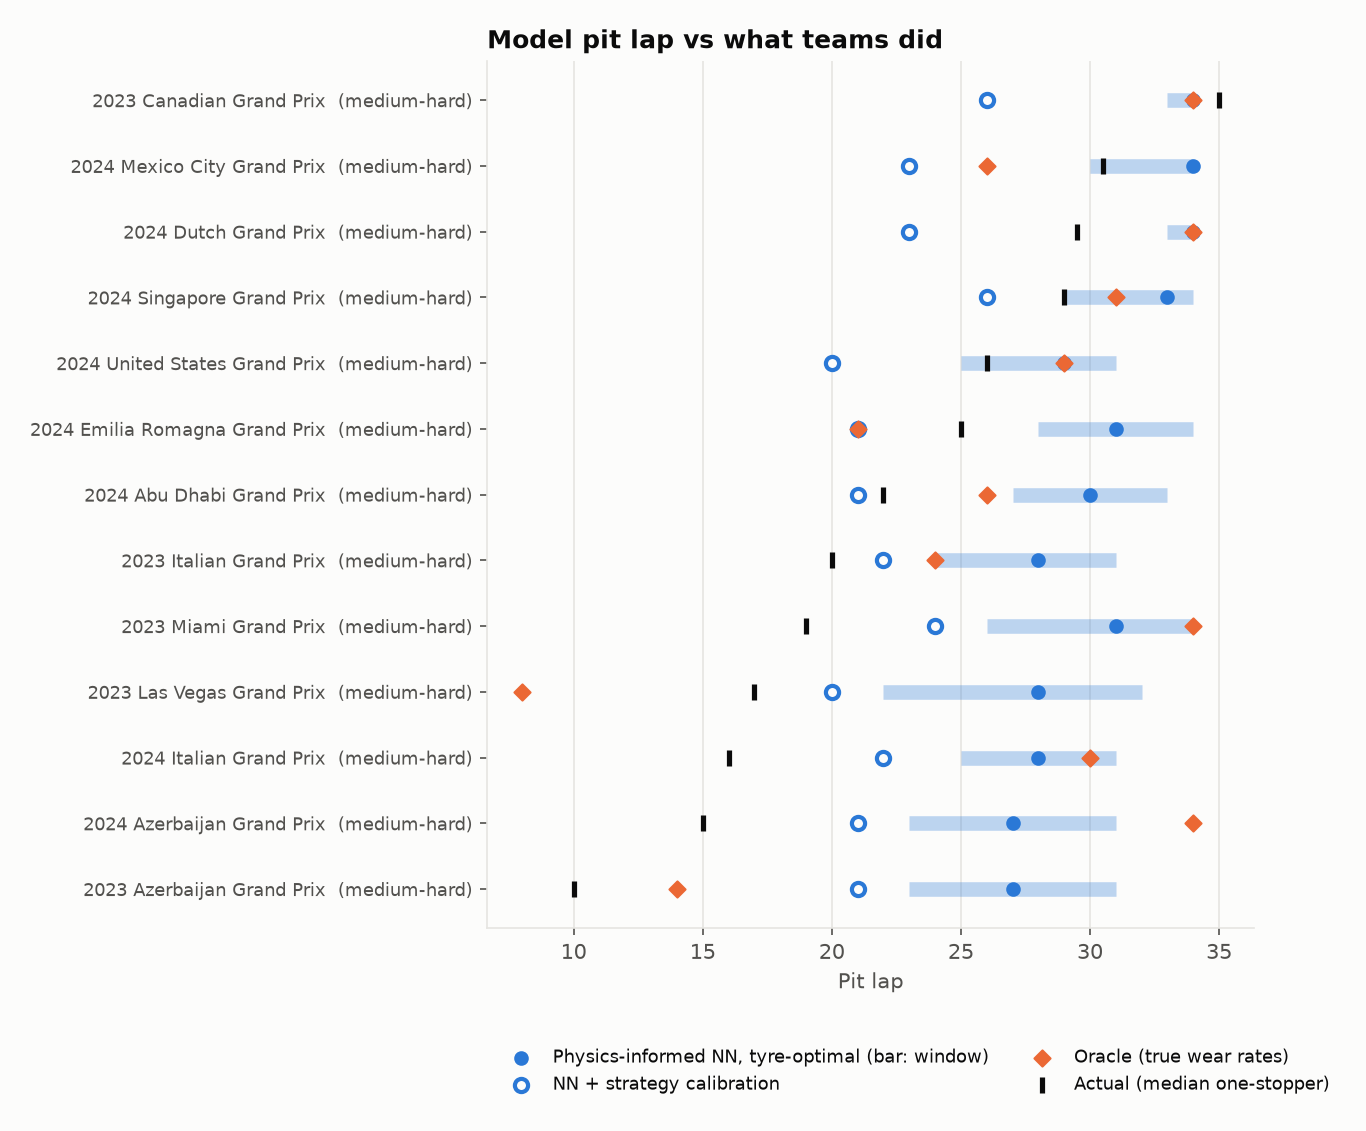 Model pit lap vs what teams did
2023 Canadian Grand Prix (medium-hard)
2024 Mexico City Grand Prix (medium-hard)
2024 Dutch Grand Prix (medium-hard)
2024 Singapore Grand Prix (medium-hard)
2024 United States Grand Prix (medium-hard)
2024 Emilia Romagna Grand Prix (medium-hard)
2024 Abu Dhabi Grand Prix (medium-hard)
2023 Italian Grand Prix (medium-hard)
2023 Miami Grand Prix (medium-hard)
2023 Las Vegas Grand Prix (medium-hard)
2024 Italian Grand Prix (medium-hard)
2024 Azerbaijan Grand Prix (medium-hard)
2023 Azerbaijan Grand Prix (medium-hard)
10 15 20 25 30 35
Pit lap
Physics-informed NN, tyre-optimal (bar: window)
NN + strategy calibration
Oracle (true wear rates)
Actual (median one-stopper)